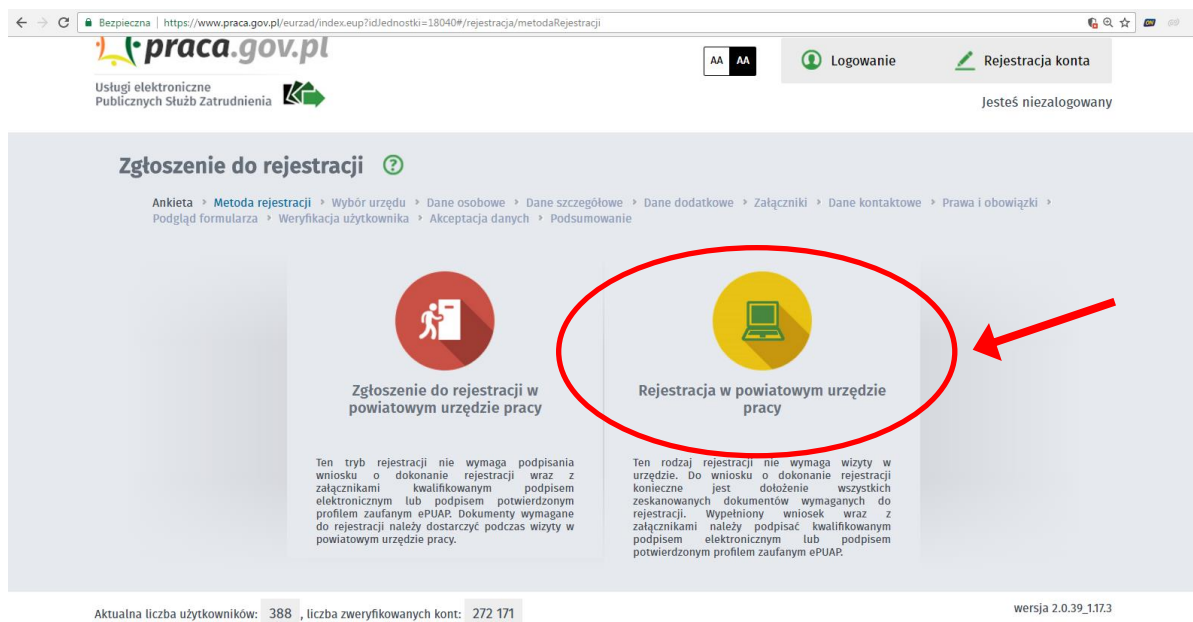 Bezpieczna | https://www.praca.gov.pl/eurzad/index.eup?idJednostki=18040#/rejestracja/metodaRejestracji
praca.gov.pl
Usługi elektroniczne
Publicznych Służb Zatrudnienia
AA AA
Logowanie
Rejestracja konta
Jesteś niezalogowany
Zgłoszenie do rejestracji ?
Ankieta › Metoda rejestracji › Wybór urzędu › Dane osobowe › Dane szczegółowe › Dane dodatkowe › Załączniki › Dane kontaktowe › Prawa i obowiązki ›
Podgląd formularza › Weryfikacja użytkownika › Akceptacja danych › Podsumowanie
Zgłoszenie do rejestracji w
powiatowym urzędzie pracy
Ten tryb rejestracji nie wymaga podpisania
wniosku o dokonanie rejestracji wraz z
załącznikami kwalifikowanym podpisem
elektronicznym lub podpisem potwierdzonym
profilem zaufanym ePUAP. Dokumenty wymagane
do rejestracji należy dostarczyć podczas wizyty w
powiatowym urzędzie pracy.
Rejestracja w powiatowym urzędzie
pracy
Ten rodzaj rejestracji nie wymaga wizyty w
urzędzie. Do wniosku o dokonanie rejestracji
konieczne jest dołożenie wszystkich
zeskanowanych dokumentów wymaganych do
rejestracji. Wypełniony wniosek wraz z
załącznikami należy podpisać kwalifikowanym
podpisem elektronicznym lub podpisem
potwierdzonym profilem zaufanym ePUAP.
Aktualna liczba użytkowników: 388 , liczba zweryfikowanych kont: 272 171
wersja 2.0.39_1.17.3